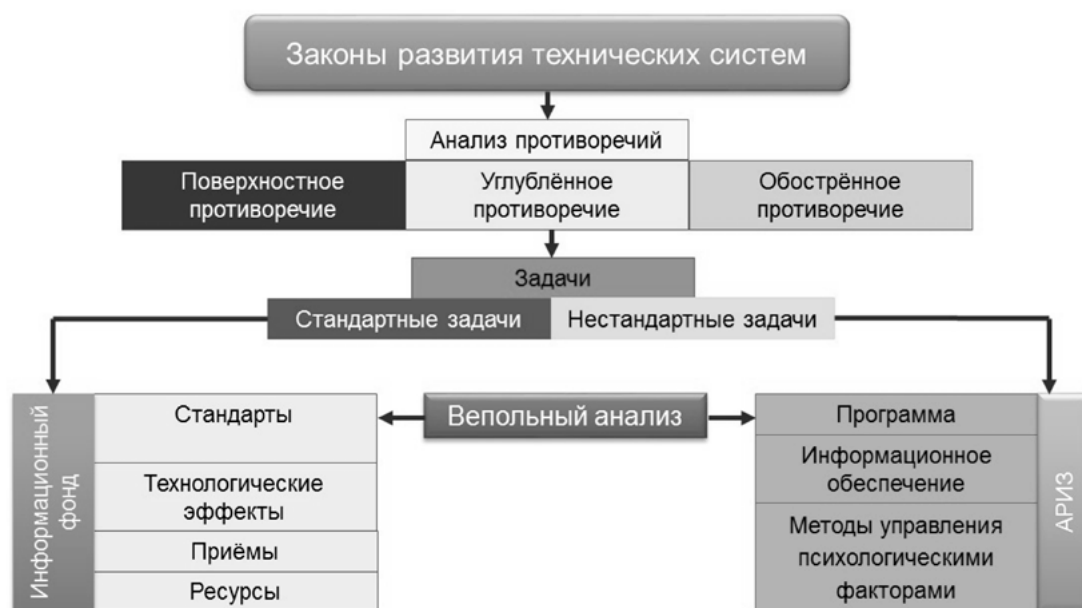 Законы развития технических систем
Анализ противоречий
Поверхностное
противоречие
Углублённое
противоречие
Обострённое
противоречие
Задачи
Стандартные задачи
Нестандартные задачи
Информационный
фонд
Стандарты
Технологические
эффекты
Приёмы
Ресурсы
Вепольный анализ
Программа
Информационное
обеспечение
Методы управления
психологическими
факторами
АРИЗ